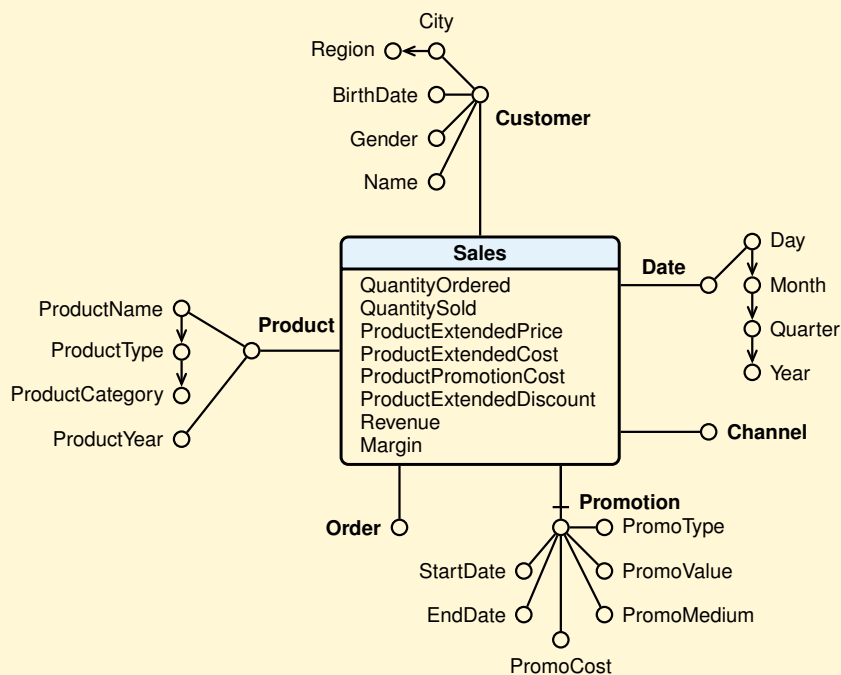 City
Region
BirthDate
Customer
Gender
Name
Sales
QuantityOrdered
QuantitySold
ProductExtendedPrice
ProductExtendedCost
ProductPromotionCost
ProductExtendedDiscount
Revenue
Margin
Date
Day
Month
Quarter
Year
Product
ProductName
ProductType
ProductCategory
ProductYear
Channel
Order
Promotion
PromoType
StartDate
PromoValue
EndDate
PromoMedium
PromoCost